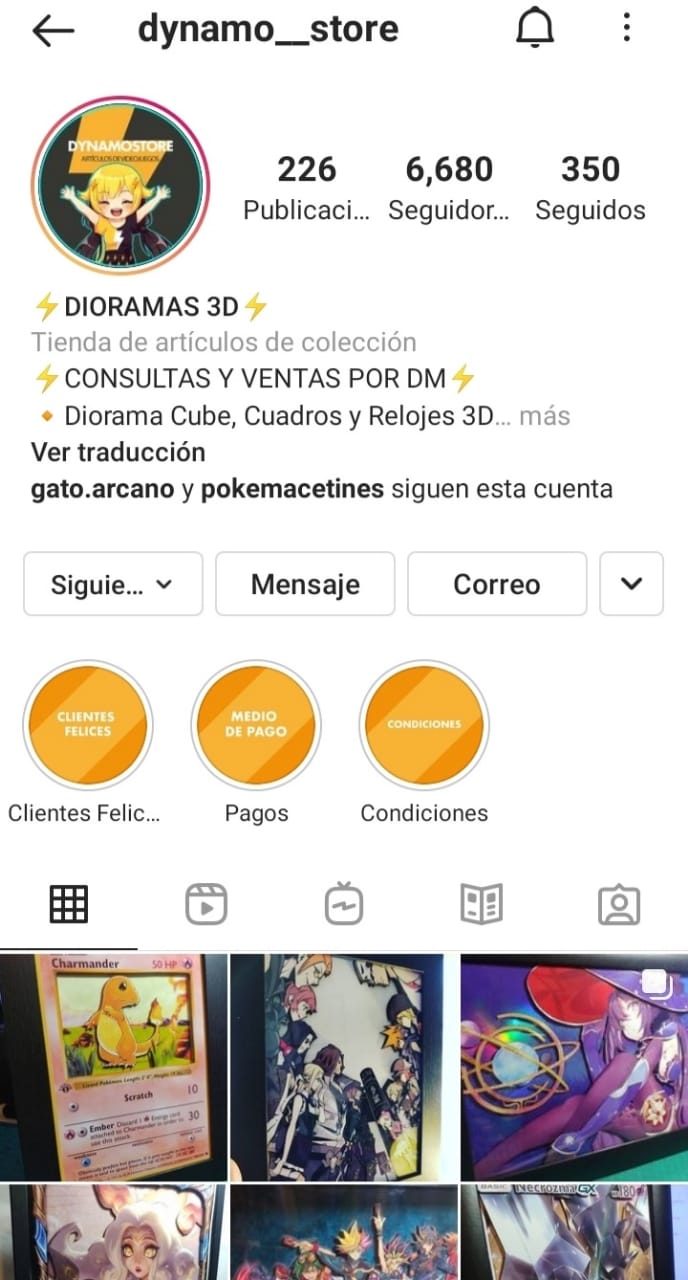 dynamo__store
DYNAMOSTORE
ARTÍCULOS DE VIDEOJUEGOS
226
6,680
350
Publicaci...
Seguidor...
Seguidos
⚡DIORAMAS 3D⚡
Tienda de artículos de colección
⚡CONSULTAS Y VENTAS POR DM⚡
🔸Diorama Cube, Cuadros y Relojes 3D... más
Ver traducción
gato.arcano y pokemacetines siguen esta cuenta
Siguie...
Mensaje
Correo
CLIENTES
FELICES
MEDIO
DE PAGO
CONDICIONES
Clientes Felic...
Pagos
Condiciones
Charmander 50 HP
Scratch 10
Ember 30
BASIC Necrozma GX 180